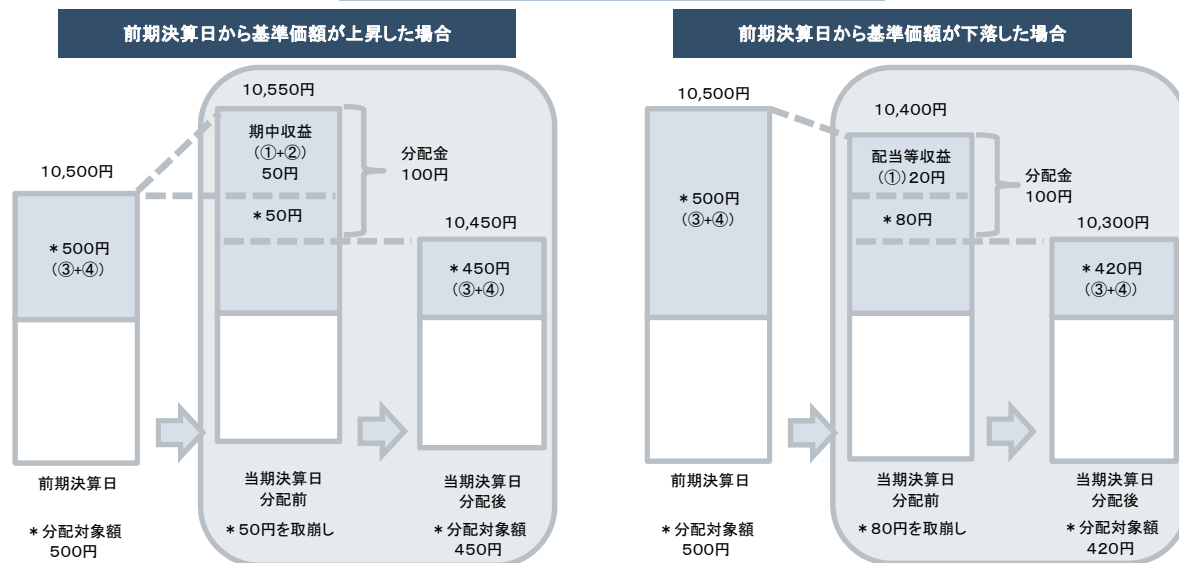 前期決算日から基準価額が上昇した場合
10,550円
10,500円
期中収益
（①+②）
50円
*50円
分配金
100円
10,450円
*500円
（③+④）
*450円
（③+④）
前期決算日
当期決算日
分配前
当期決算日
分配後
*分配対象額
500円
*50円を取崩し
*分配対象額
450円
前期決算日から基準価額が下落した場合
10,500円
10,400円
配当等収益
（①）20円
*80円
分配金
100円
10,300円
*500円
（③+④）
*420円
（③+④）
前期決算日
当期決算日
分配前
当期決算日
分配後
*分配対象額
500円
*80円を取崩し
*分配対象額
420円